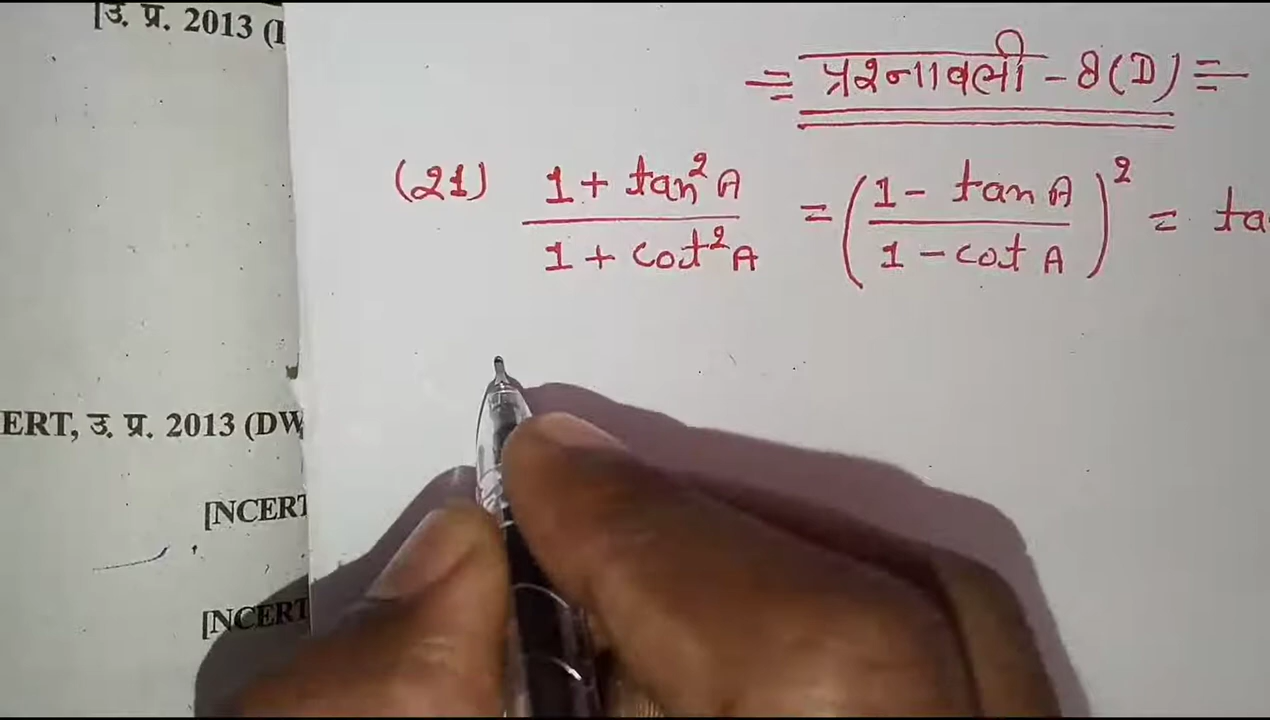 [उ. प्र. 2013 (
प्रश्नावली - 8(D)
(21) 1 + tan²A / 1 + cot²A = (1 - tan A / 1 - cot A)² = ta
ERT, उ. प्र. 2013 (DW
[NCERT
[NCERT